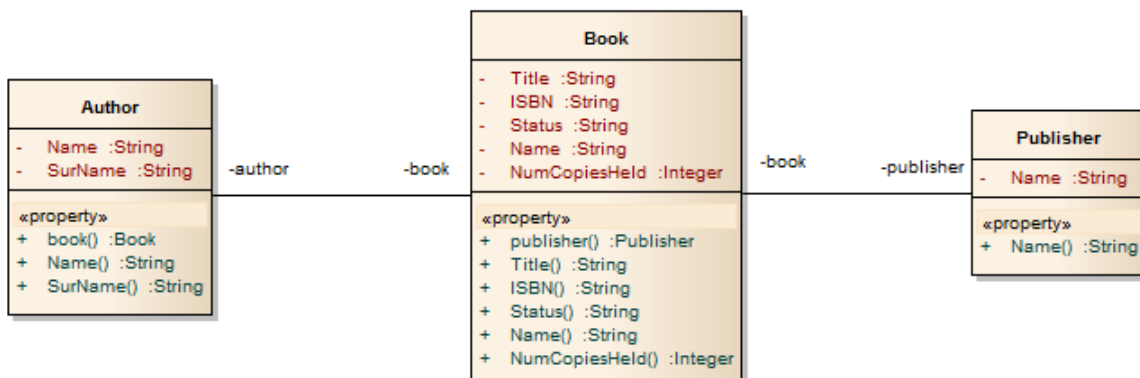 Author
- Name :String
- SurName :String
«property»
+ book() :Book
+ Name() :String
+ SurName() :String
-author
-book
Book
- Title :String
- ISBN :String
- Status :String
- Name :String
- NumCopiesHeld :Integer
«property»
+ publisher() :Publisher
+ Title() :String
+ ISBN() :String
+ Status() :String
+ Name() :String
+ NumCopiesHeld() :Integer
-book
-publisher
Publisher
- Name :String
«property»
+ Name() :String